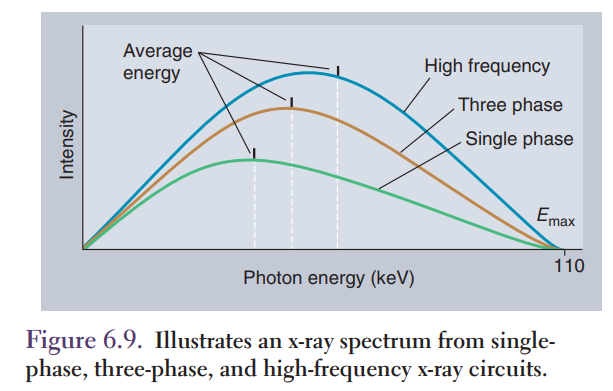 Average
energy
High frequency
Three phase
Single phase
Intensity
Emax
110
Photon energy (keV)
Figure 6.9. Illustrates an x-ray spectrum from single-
phase, three-phase, and high-frequency x-ray circuits.